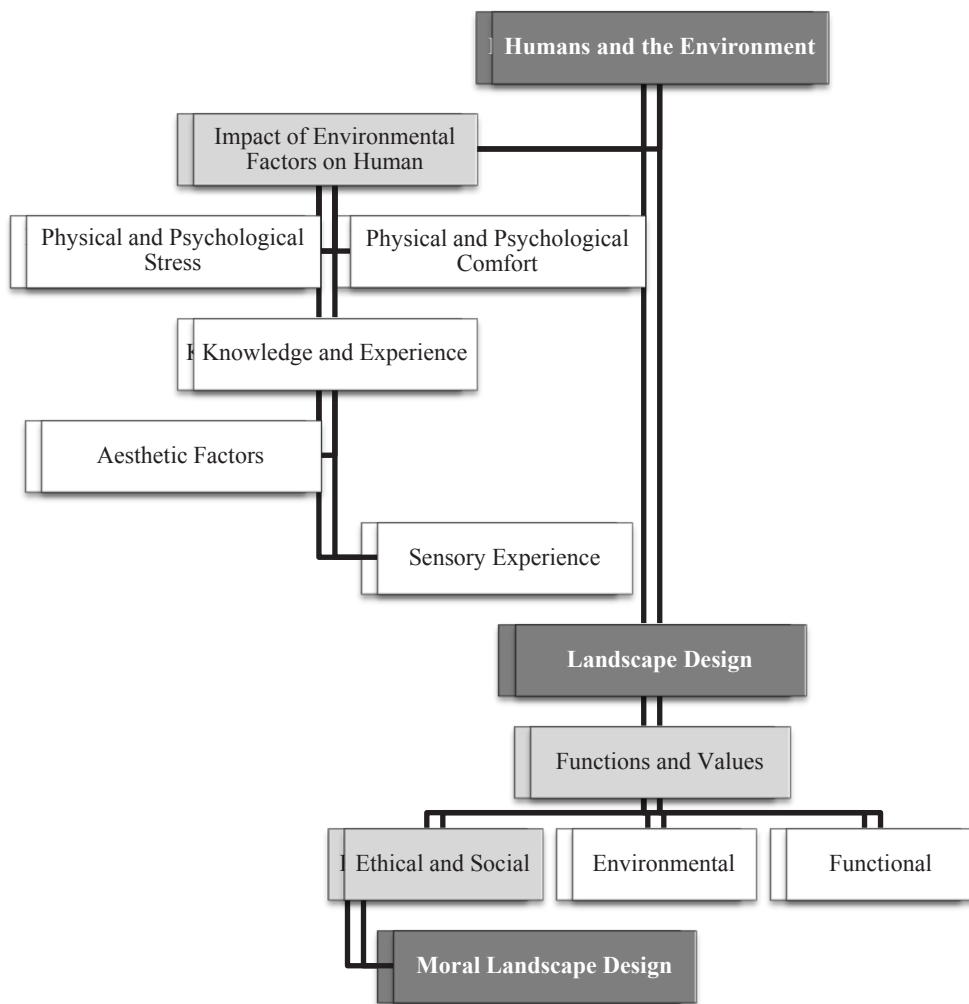 Humans and the Environment
Impact of Environmental
Factors on Human
Physical and Psychological
Stress
Physical and Psychological
Comfort
Knowledge and Experience
Aesthetic Factors
Sensory Experience
Landscape Design
Functions and Values
Ethical and Social
Environmental
Functional
Moral Landscape Design